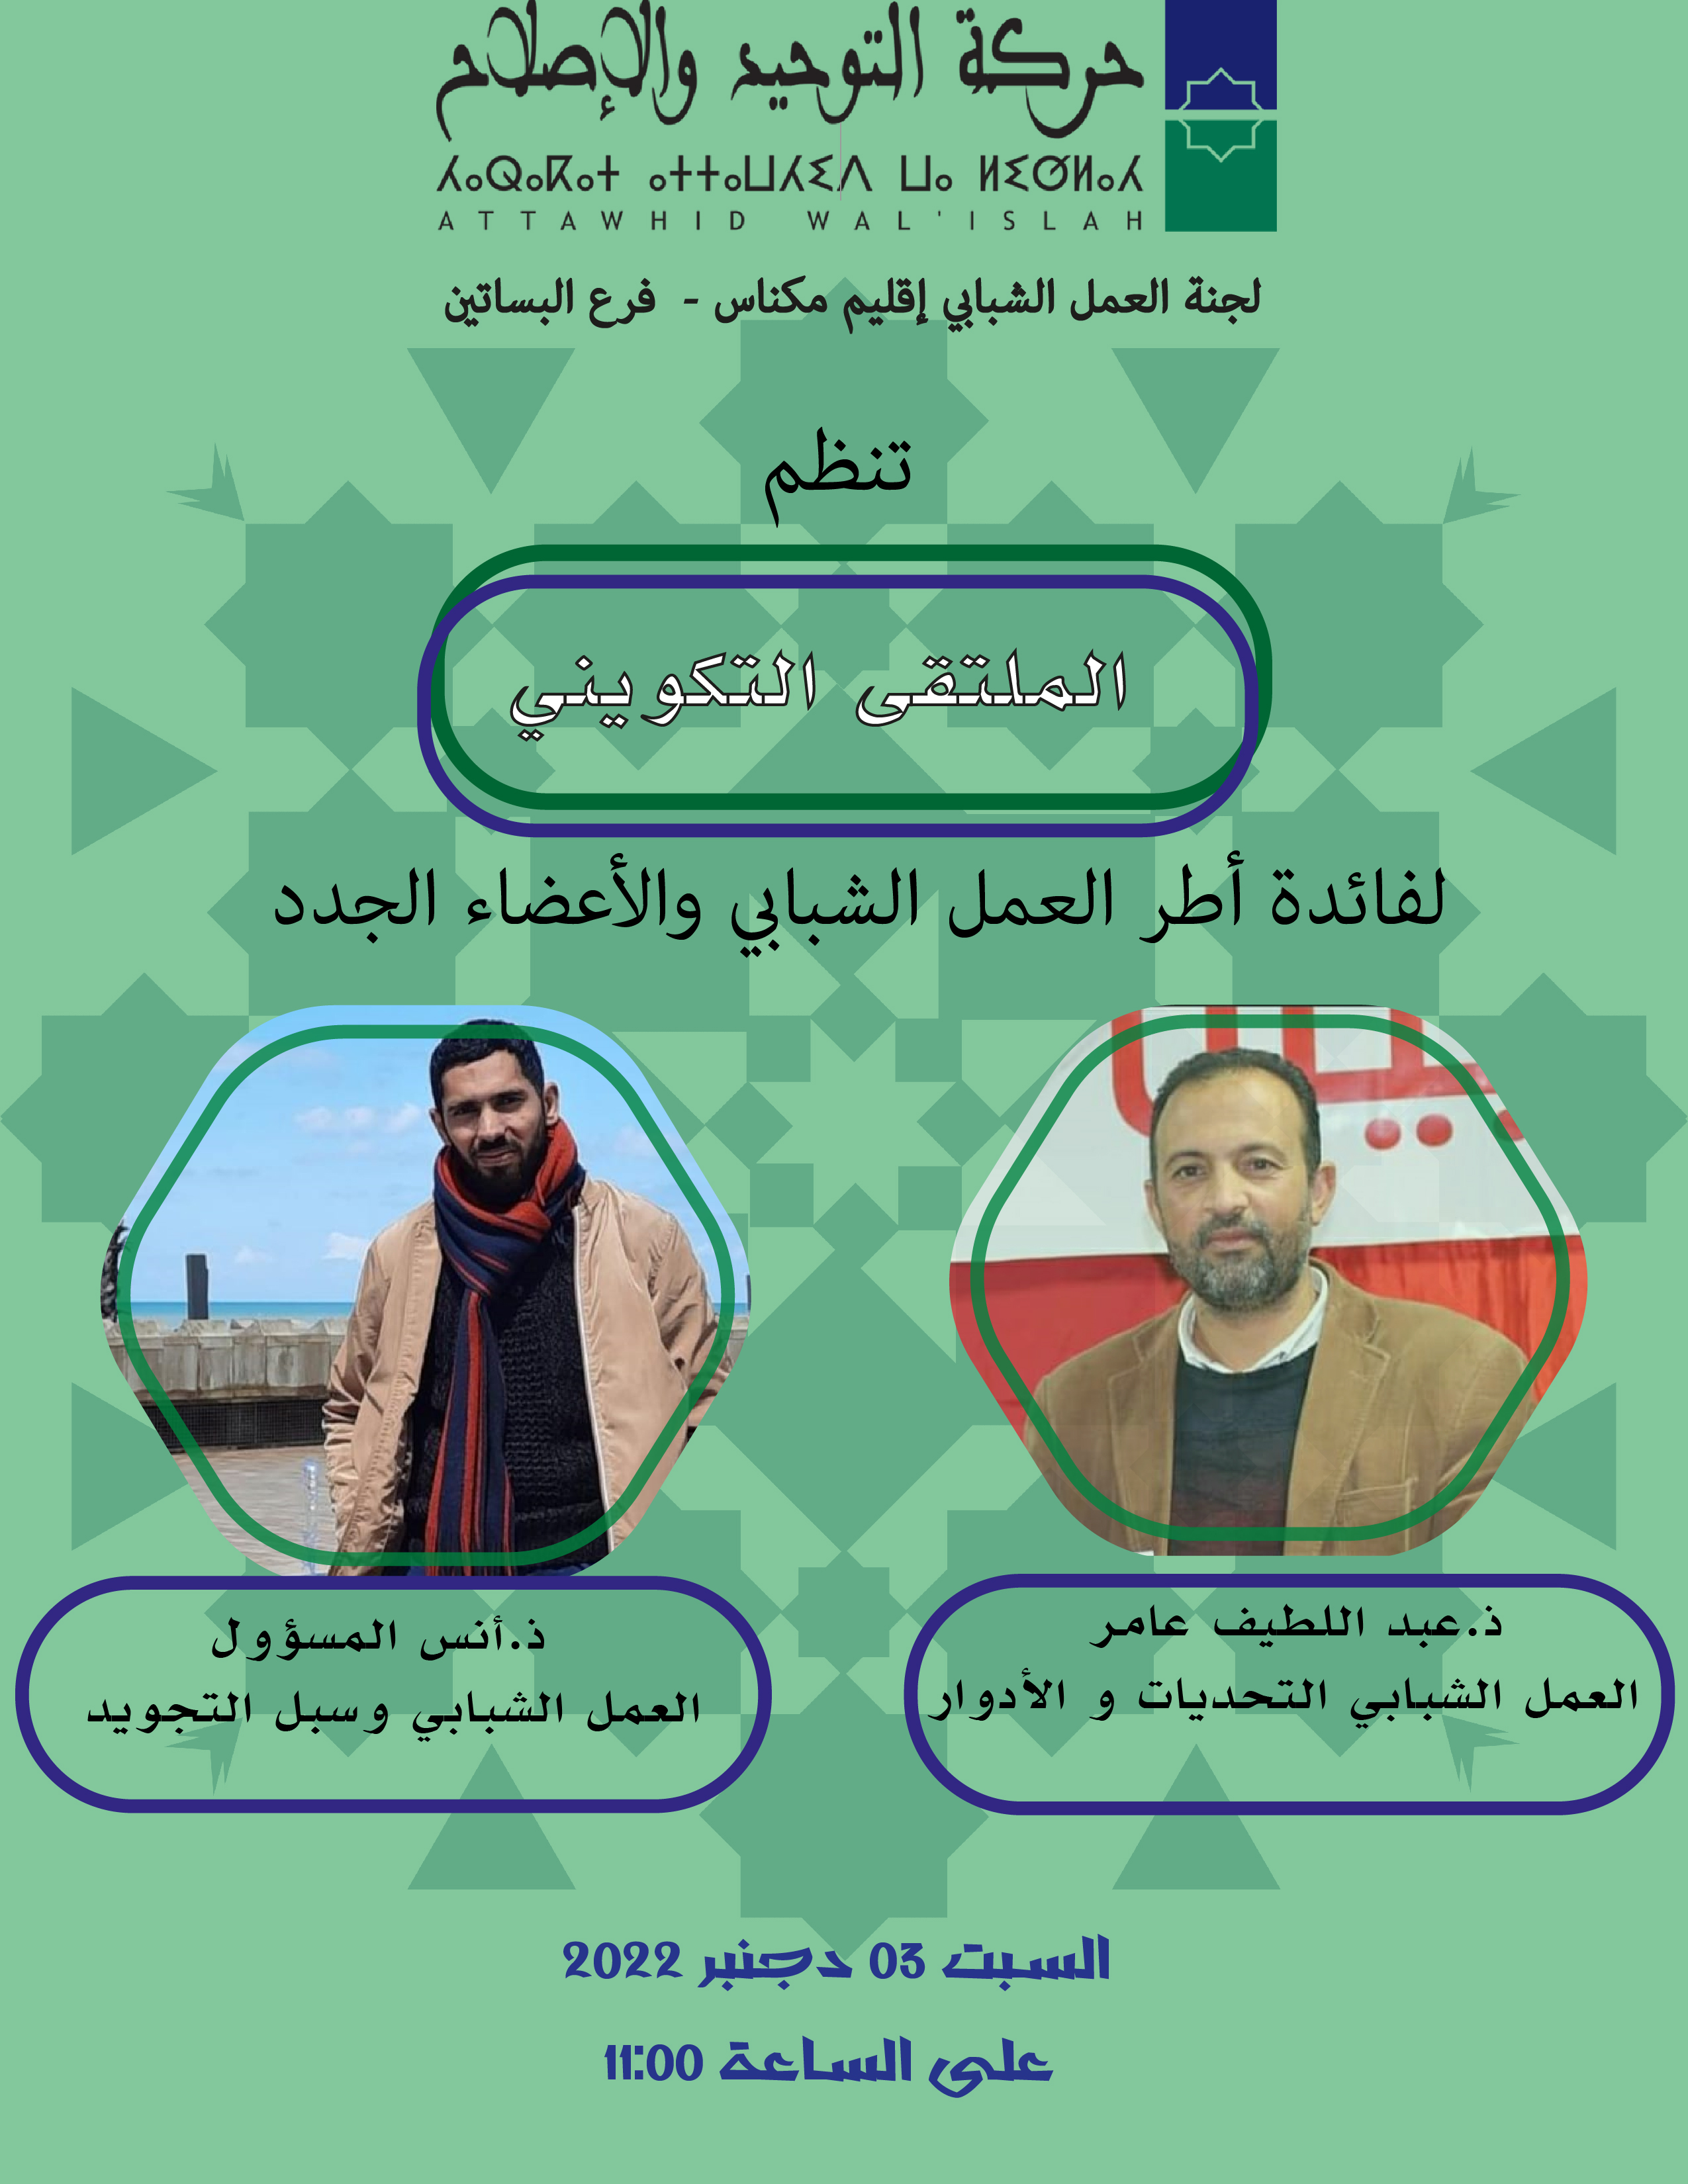 حركة التوحيد والإصلاح
ⵃⴰⵕⴰⴽⴰⵜ ⴰⵜⵜⴰⵡⵃⵉⴷ ⵡⴰ ⵍⵉⵚⵍⴰⵃ
ATTAWHID WAL'ISLAH
لجنة العمل الشبابي إقليم مكناس - فرع البساتين
تنظم
الملتقى التكويني
لفائدة أطر العمل الشبابي والأعضاء الجدد
ذ.عبد اللطيف عامر
العمل الشبابي التحديات و الأدوار
ذ.أنس المسؤول
العمل الشبابي وسبل التجويد
السبت 03 دجنبر 2022
على الساعة 11:00